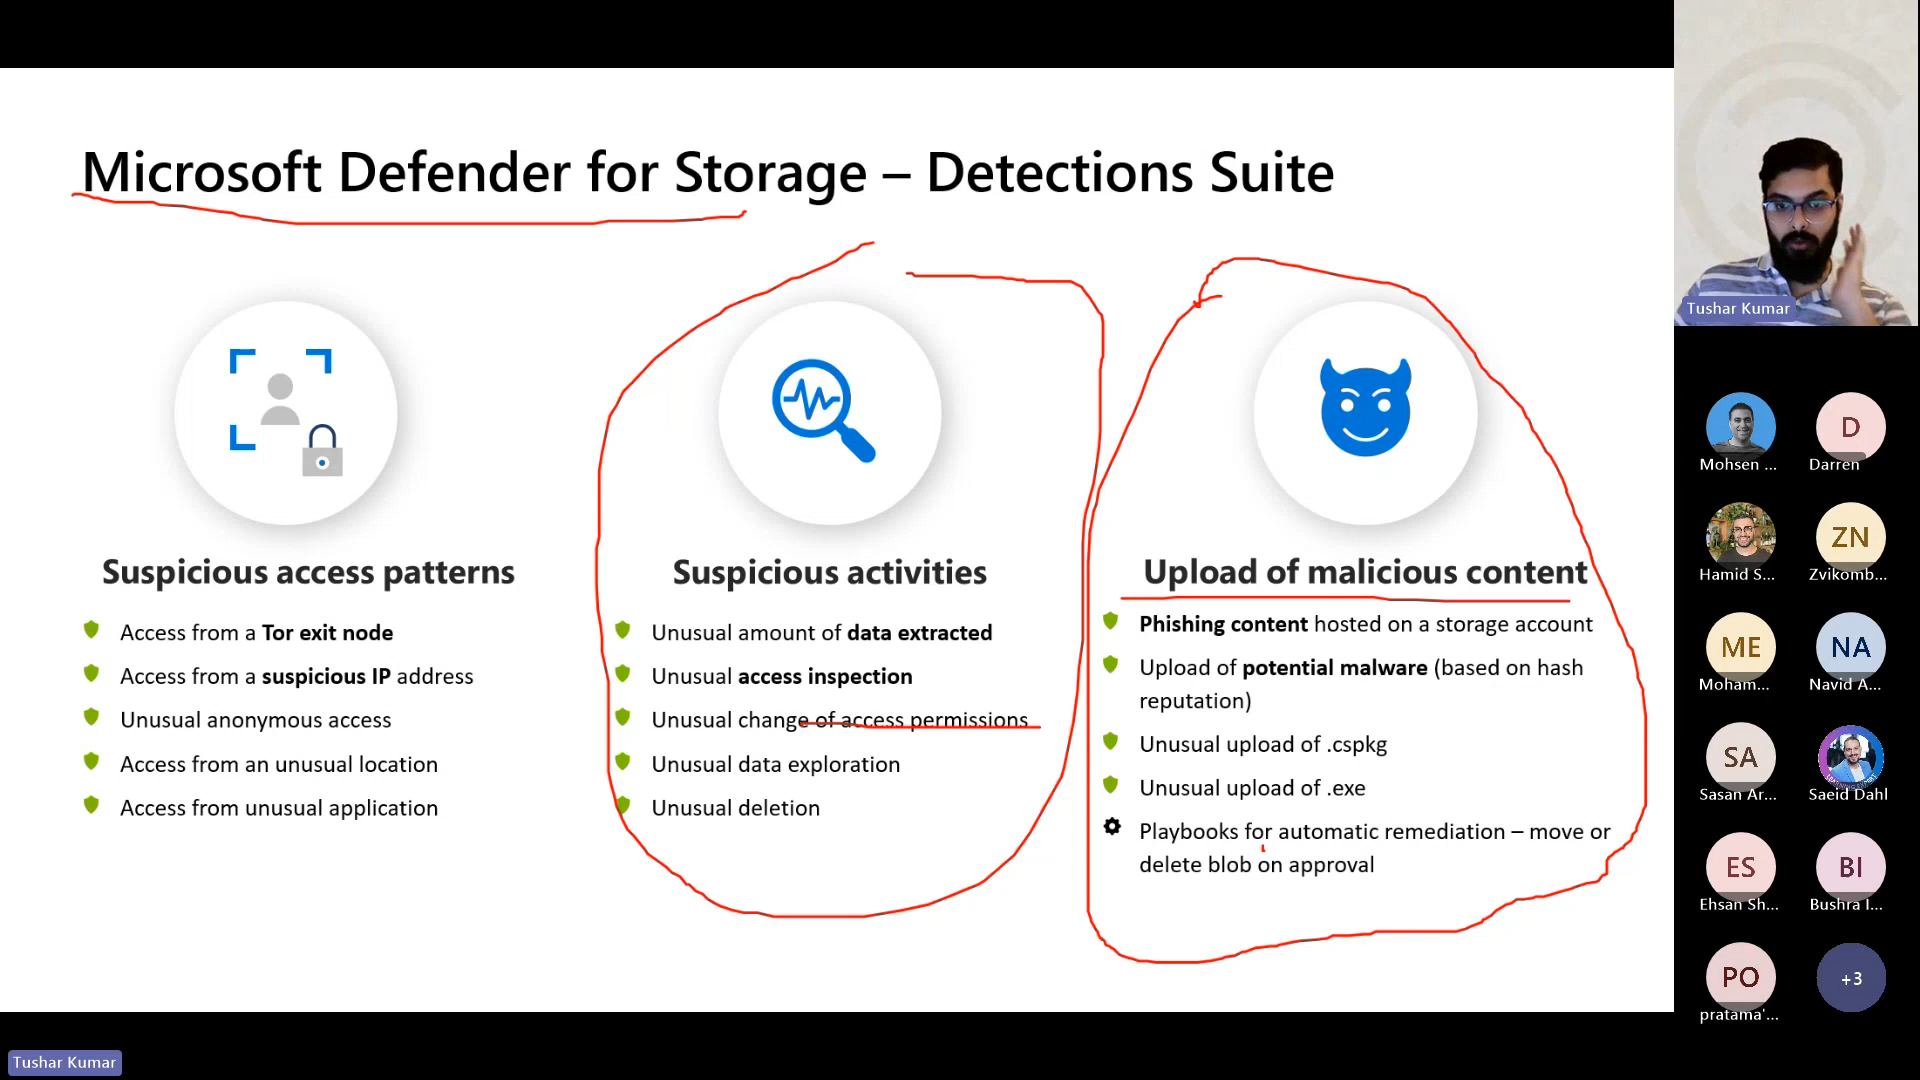 Microsoft Defender for Storage – Detections Suite
Suspicious access patterns
Access from a Tor exit node
Access from a suspicious IP address
Unusual anonymous access
Access from an unusual location
Access from unusual application
Suspicious activities
Unusual amount of data extracted
Unusual access inspection
Unusual change of access permissions
Unusual data exploration
Unusual deletion
Upload of malicious content
Phishing content hosted on a storage account
Upload of potential malware (based on hash
reputation)
Unusual upload of .cspkg
Unusual upload of .exe
Playbooks for automatic remediation – move or
delete blob on approval
Tushar Kumar
Mohsen ...
D
Darren
Hamid S...
ZN
Zvikomb...
ME
Moham...
NA
Navid A...
SA
Sasan Ar...
Saeid Dahl
ES
Ehsan Sh...
BI
Bushra I...
PO
pratama'...
+3
Tushar Kumar